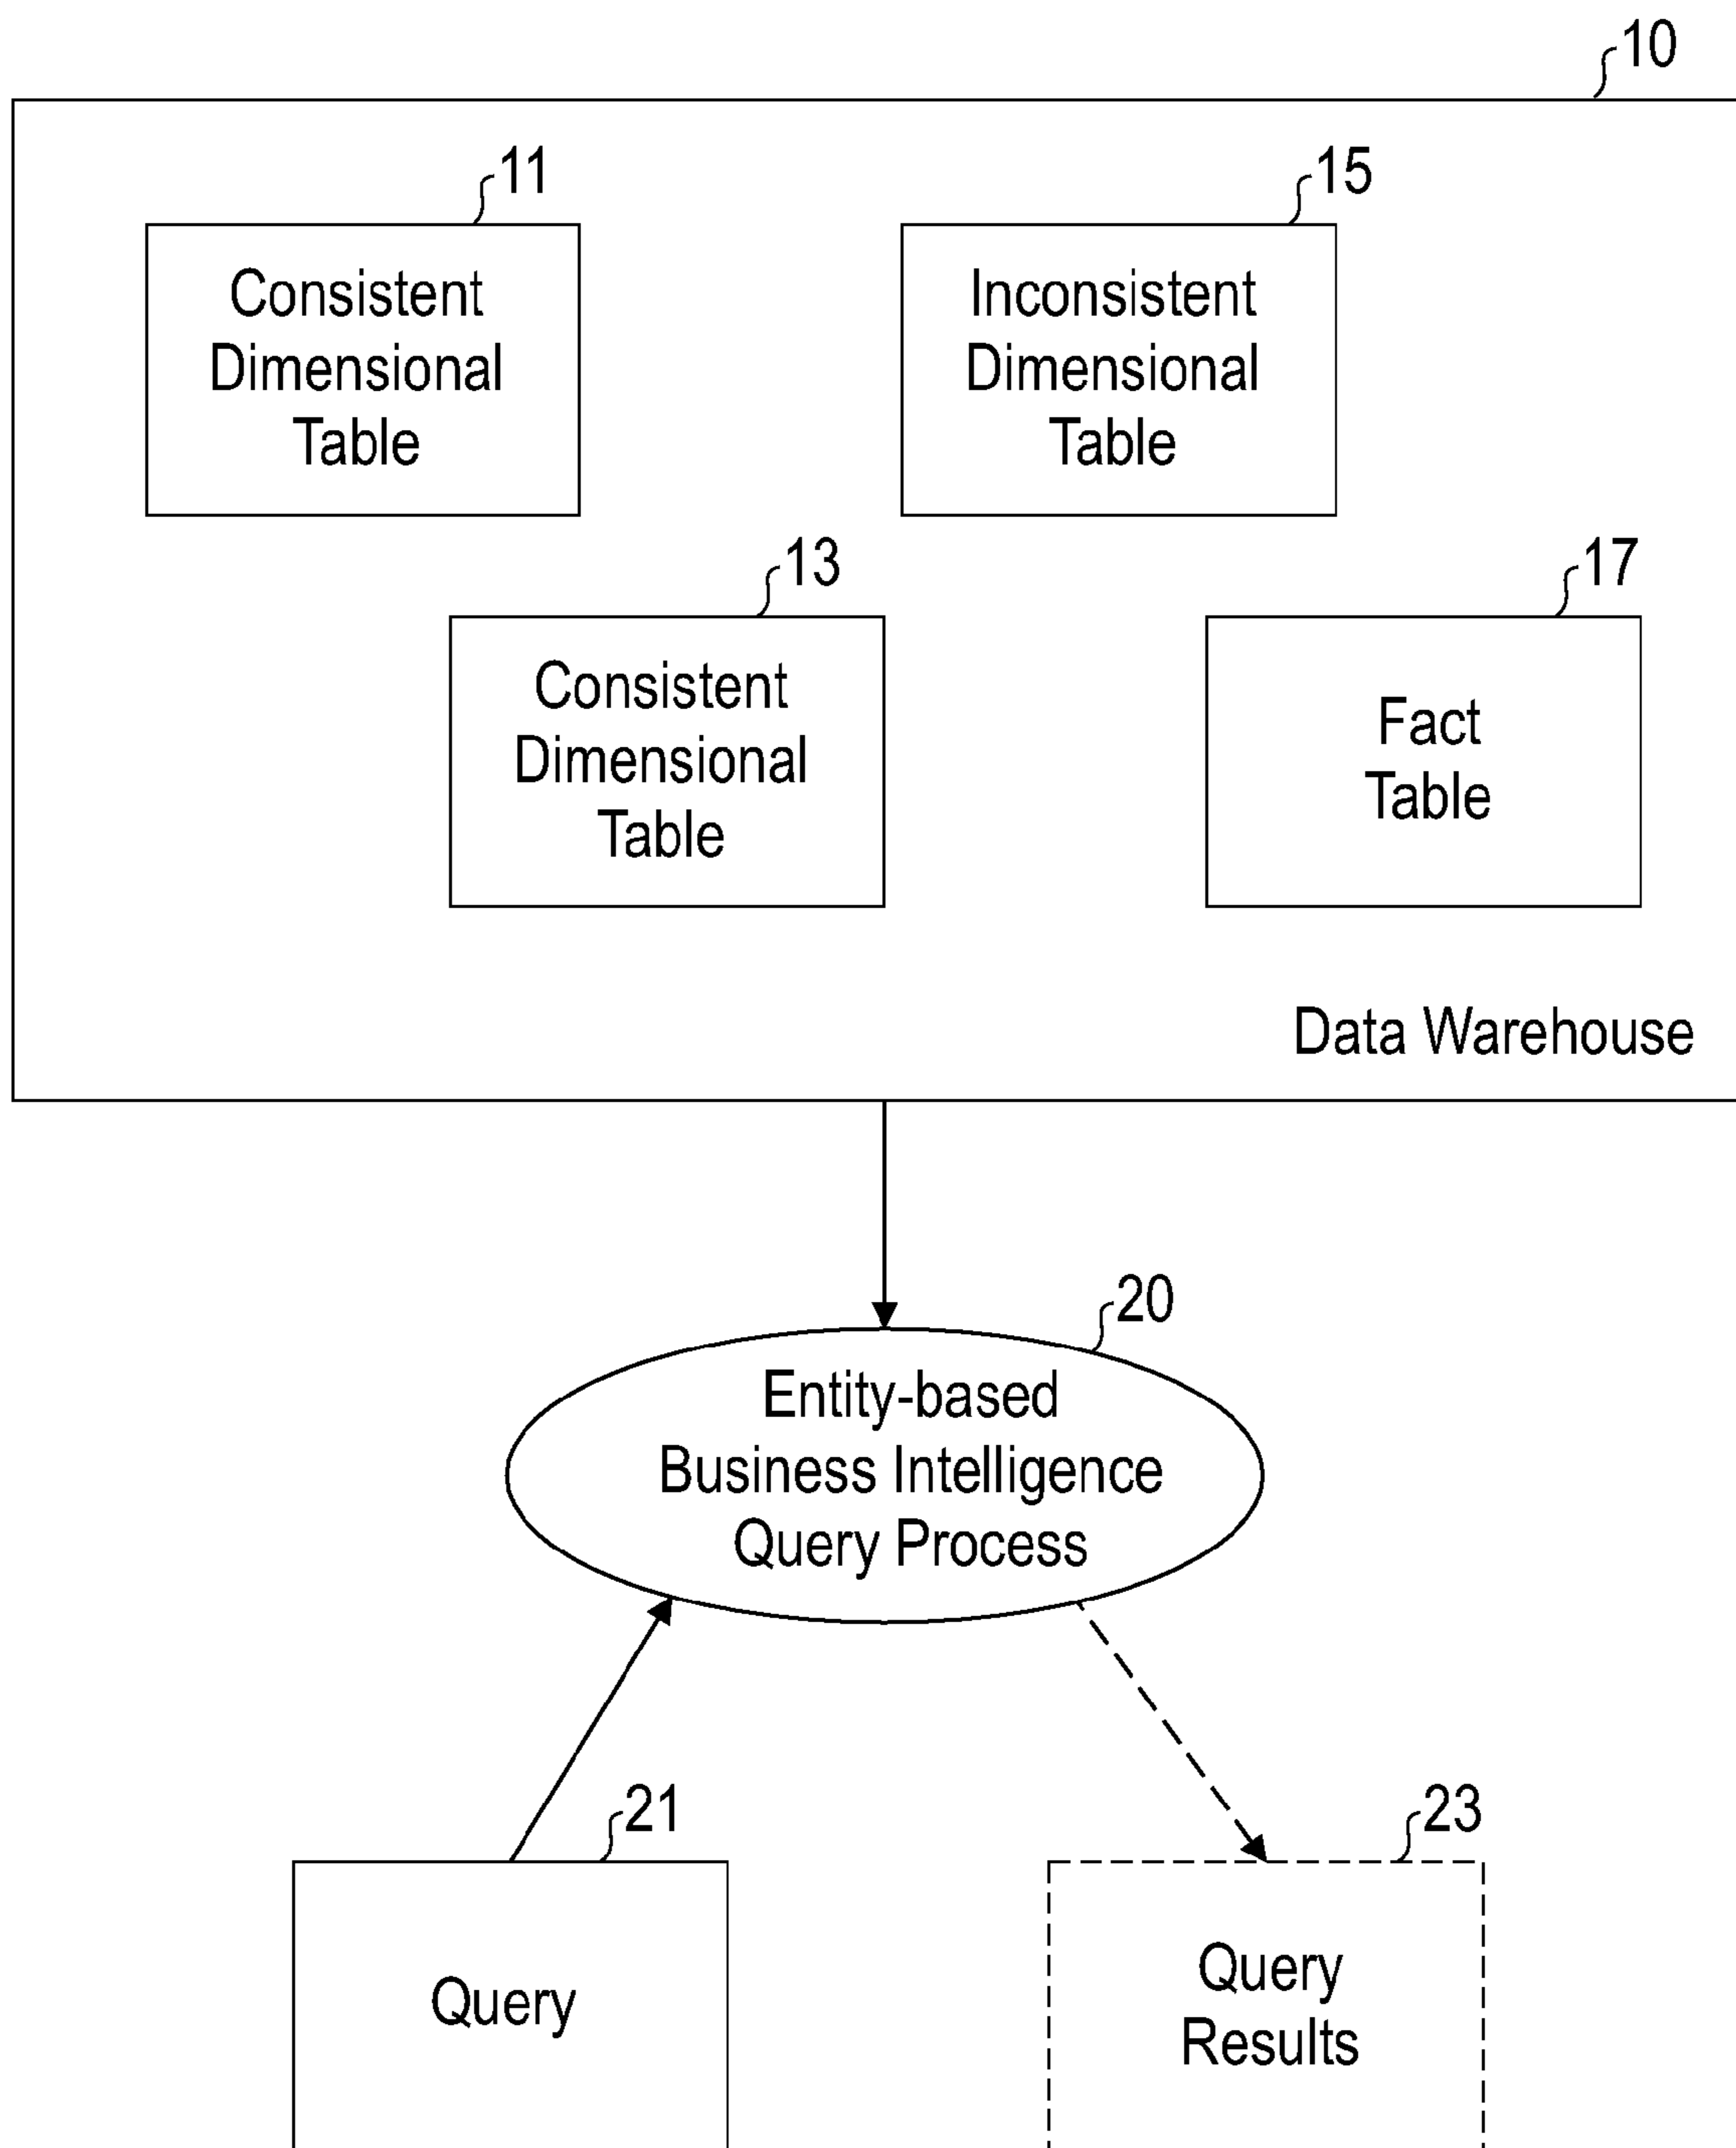 10
11
Consistent
Dimensional
Table
15
Inconsistent
Dimensional
Table
13
Consistent
Dimensional
Table
17
Fact
Table
Data Warehouse
20
Entity-based
Business Intelligence
Query Process
21
Query
23
Query
Results